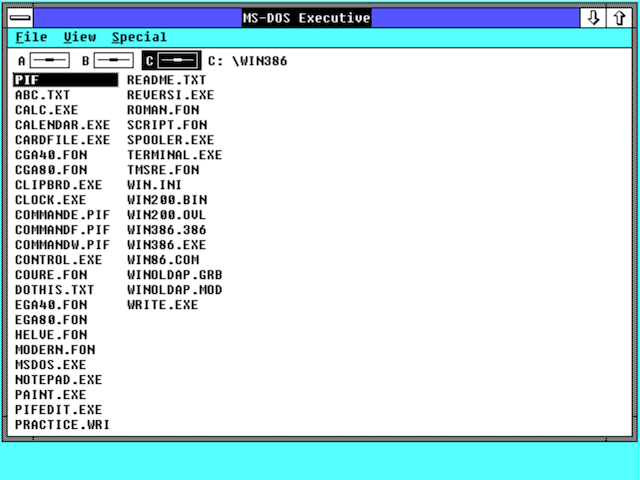 MS-DOS Executive
File View Special
A B C C: \WIN386
PIF README.TXT
ABC.TXT REVERSI.EXE
CALC.EXE ROMAN.FON
CALENDAR.EXE SCRIPT.FON
CARDFILE.EXE SPOOLER.EXE
CGA40.FON TERMINAL.EXE
CGA80.FON TMSRE.FON
CLIPBRD.EXE WIN.INI
CLOCK.EXE WIN200.BIN
COMMANDE.PIF WIN200.OVL
COMMANDF.PIF WIN386.386
COMMANDW.PIF WIN386.EXE
CONTROL.EXE WIN86.COM
COURE.FON WINOLDAP.GRB
DOTHIS.TXT WINOLDAP.MOD
EGA40.FON WRITE.EXE
EGA80.FON
HELVE.FON
MODERN.FON
MSDOS.EXE
NOTEPAD.EXE
PAINT.EXE
PIFEDIT.EXE
PRACTICE.WRI